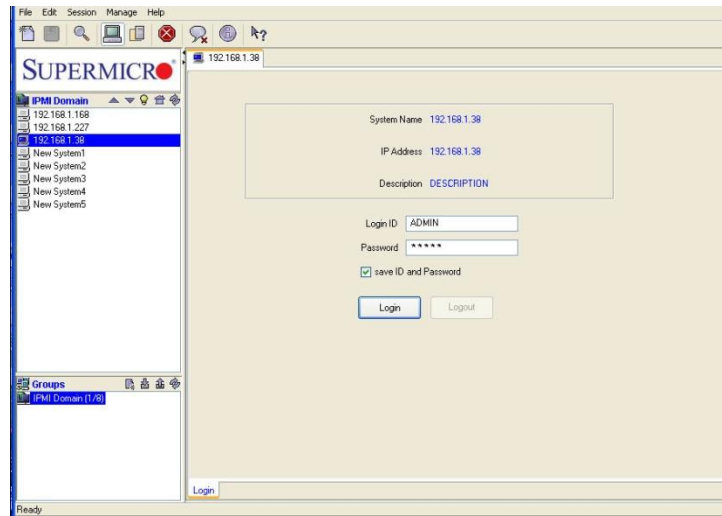 File Edit Session Manage Help
SUPERMICRO
192.168.1.38
IPMI Domain
192.168.1.168
192.168.1.227
192.168.1.38
New System1
New System2
New System3
New System4
New System5
System Name 192.168.1.38
IP Address 192.168.1.38
Description DESCRIPTION
Login ID ADMIN
Password *****
save ID and Password
Login Logout
Groups
IPMI Domain (1/8)
Login
Ready